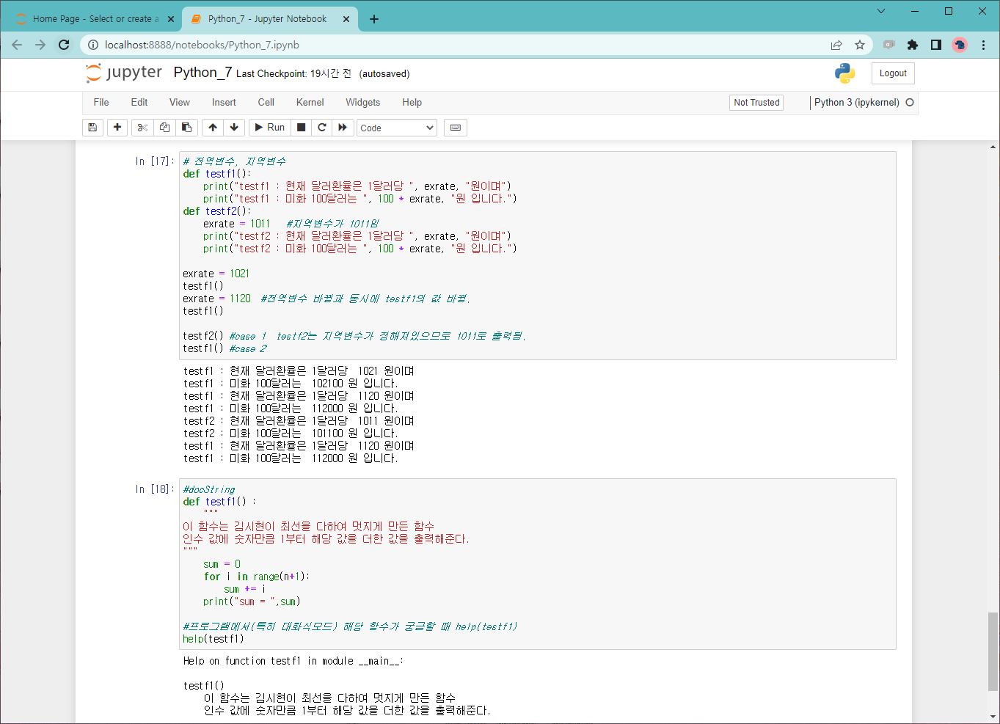 Home Page - Select or create a
Python_7 - Jupyter Notebook
localhost:8888/notebooks/Python_7.ipynb
jupyter Python_7 Last Checkpoint: 19시간 전 (autosaved)
Logout
File Edit View Insert Cell Kernel Widgets Help
Not Trusted
Python 3 (ipykernel)
Run
Code
In [17]:
# 전역변수, 지역변수
def testf1():
    print("testf1 : 현재 달러환율은 1달러당 ", exrate, "원이며")
    print("testf1 : 미화 100달러는 ", 100 * exrate, "원 입니다.")
def testf2():
    exrate = 1011   #지역변수가 1011임
    print("testf2 : 현재 달러환율은 1달러당 ", exrate, "원이며")
    print("testf2 : 미화 100달러는 ", 100 * exrate, "원 입니다.")
exrate = 1021
testf1()
exrate = 1120  #전역변수 바뀜과 동시에 testf1의 값 바뀜.
testf1()
testf2() #case 1  testf2는 지역변수가 정해져있으므로 1011로 출력됨.
testf1() #case 2
testf1 : 현재 달러환율은 1달러당  1021 원이며
testf1 : 미화 100달러는  102100 원 입니다.
testf1 : 현재 달러환율은 1달러당  1120 원이며
testf1 : 미화 100달러는  112000 원 입니다.
testf2 : 현재 달러환율은 1달러당  1011 원이며
testf2 : 미화 100달러는  101100 원 입니다.
testf1 : 현재 달러환율은 1달러당  1120 원이며
testf1 : 미화 100달러는  112000 원 입니다.
In [18]:
#docString
def testf1() :
    """
이 함수는 김시현이 최선을 다하여 멋지게 만든 함수
인수 값에 숫자만큼 1부터 해당 값을 더한 값을 출력해준다.
"""
    sum = 0
    for i in range(n+1):
        sum += i
    print("sum = ",sum)
#프로그램에서(특히 대화식모드) 해당 함수가 궁금할 때 help(testf1)
help(testf1)
Help on function testf1 in module __main__:
testf1()
    이 함수는 김시현이 최선을 다하여 멋지게 만든 함수
    인수 값에 숫자만큼 1부터 해당 값을 더한 값을 출력해준다.